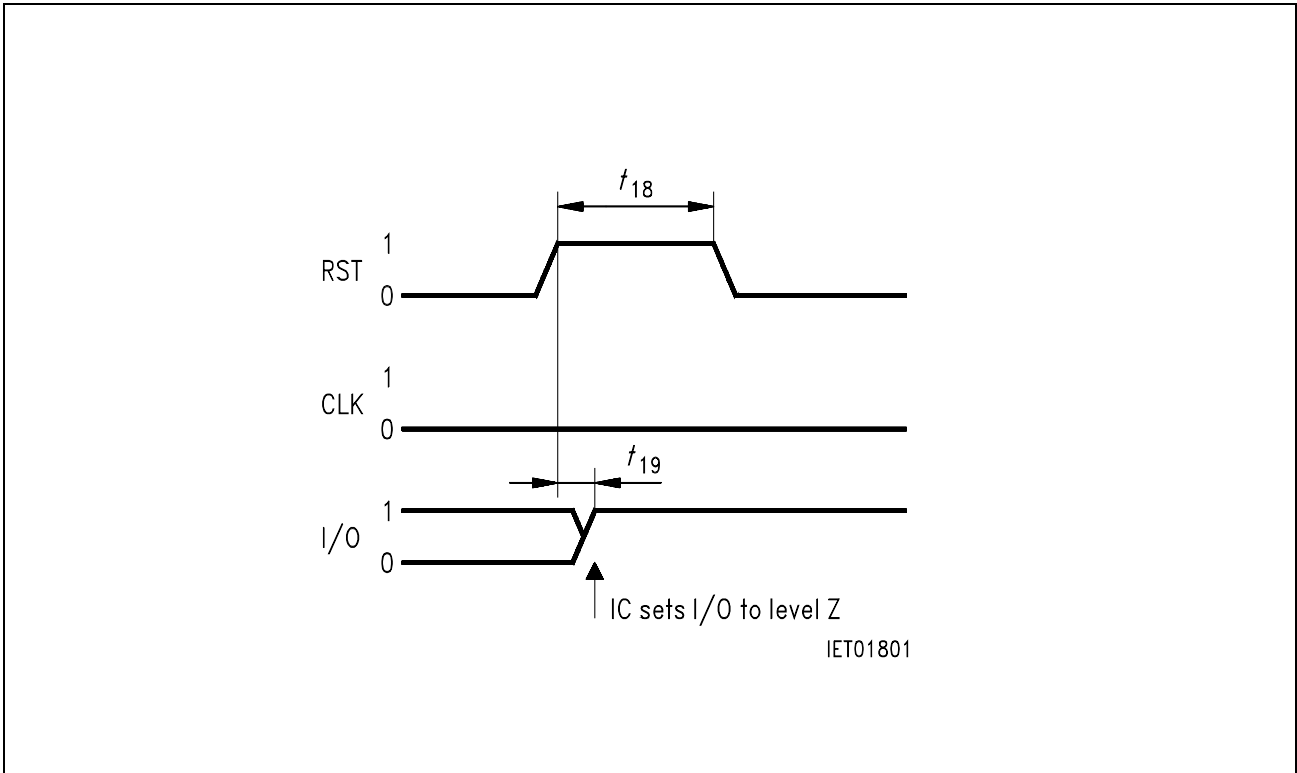 t18
1
RST
0
1
CLK
0
t19
1
I/O
0
IC sets I/O to level Z
IET01801